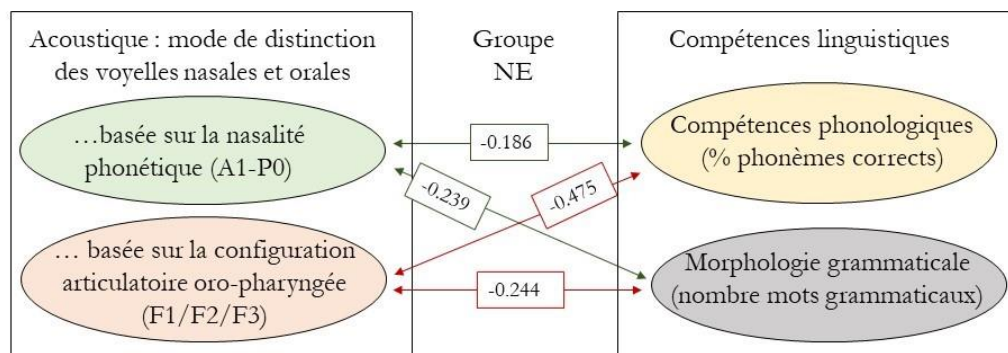 Acoustique : mode de distinction
des voyelles nasales et orales
…basée sur la nasalité
phonétique (A1-P0)
… basée sur la configuration
articulatoire oro-pharyngée
(F1/F2/F3)
Groupe
NE
-0.186
-0.239
-0.475
-0.244
Compétences linguistiques
Compétences phonologiques
(% phonèmes corrects)
Morphologie grammaticale
(nombre mots grammaticaux)